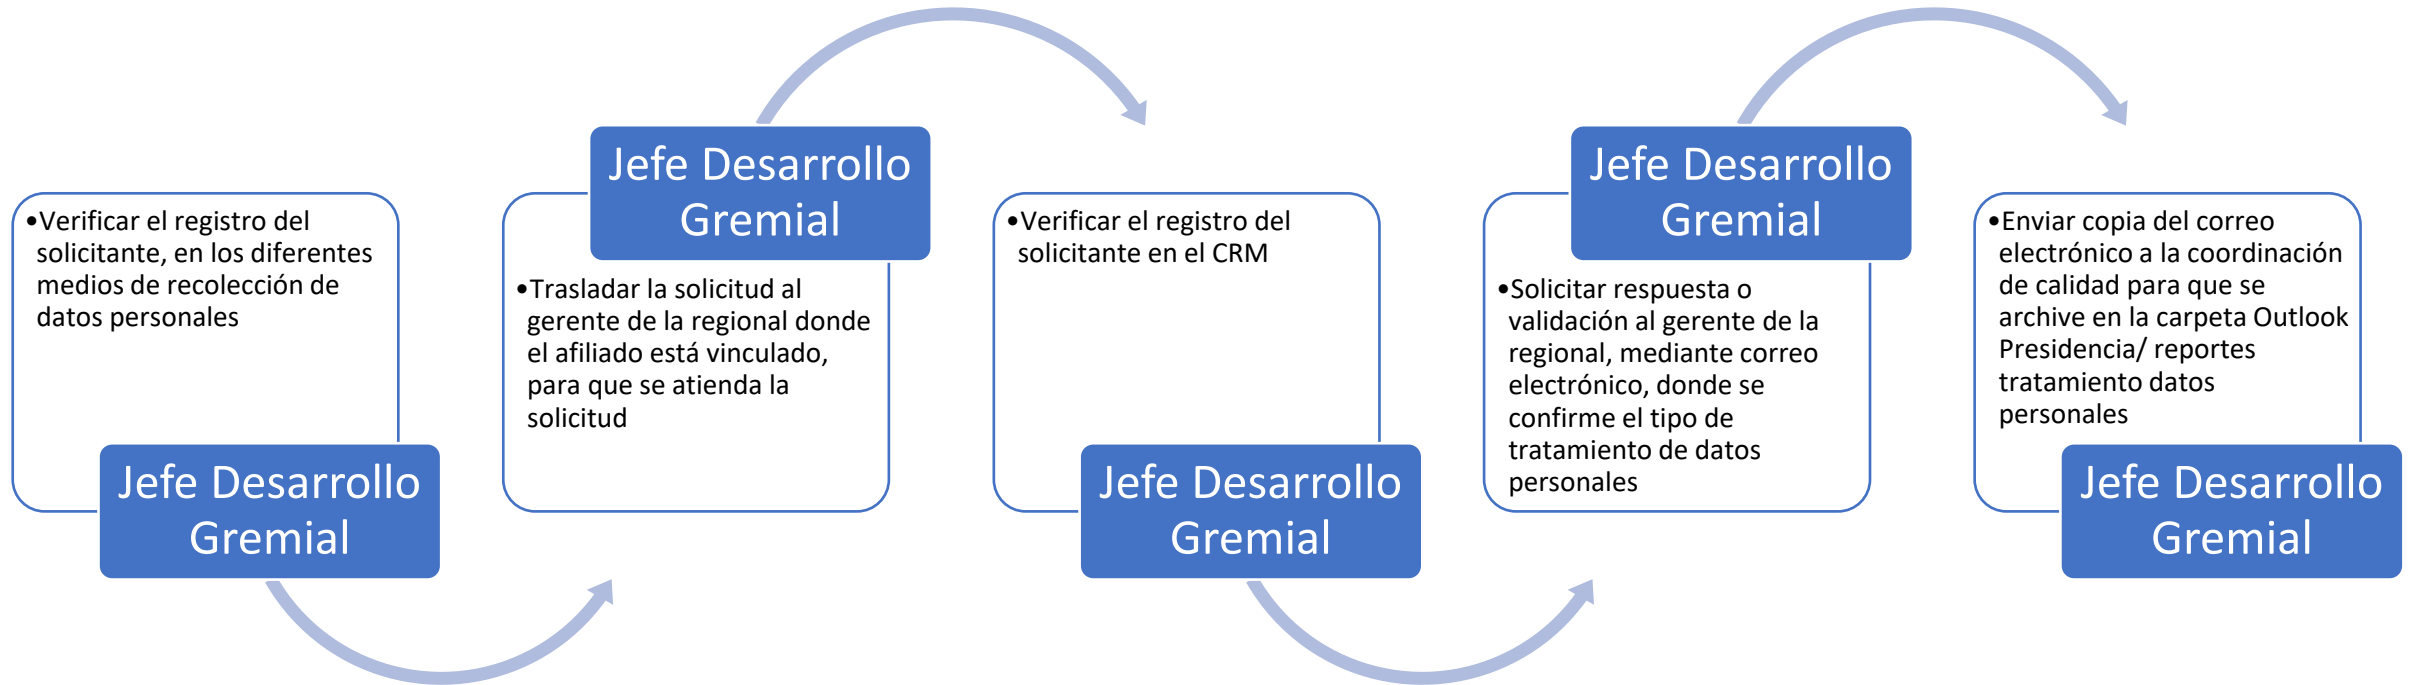 •Verificar el registro del
solicitante, en los diferentes
medios de recolección de
datos personales
Jefe Desarrollo
Gremial
Jefe Desarrollo
Gremial
•Trasladar la solicitud al
gerente de la regional donde
el afiliado está vinculado,
para que se atienda la
solicitud
•Verificar el registro del
solicitante en el CRM
Jefe Desarrollo
Gremial
Jefe Desarrollo
Gremial
•Solicitar respuesta o
validación al gerente de la
regional, mediante correo
electrónico, donde se
confirme el tipo de
tratamiento de datos
personales
•Enviar copia del correo
electrónico a la coordinación
de calidad para que se
archive en la carpeta Outlook
Presidencia/ reportes
tratamiento datos
personales
Jefe Desarrollo
Gremial